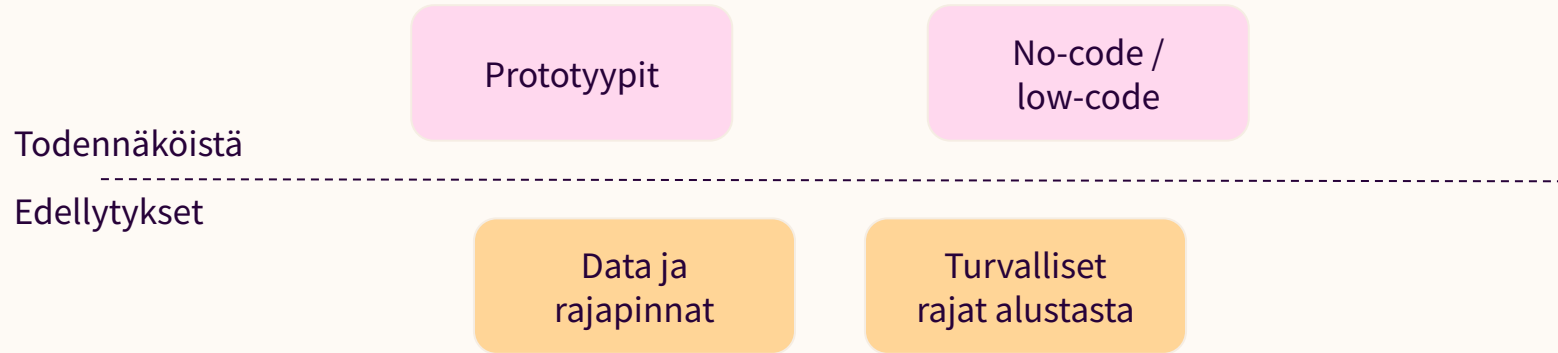 Prototyypit
No-code /
low-code
Todennäköistä
Edellytykset
Data ja
rajapinnat
Turvalliset
rajat alustasta